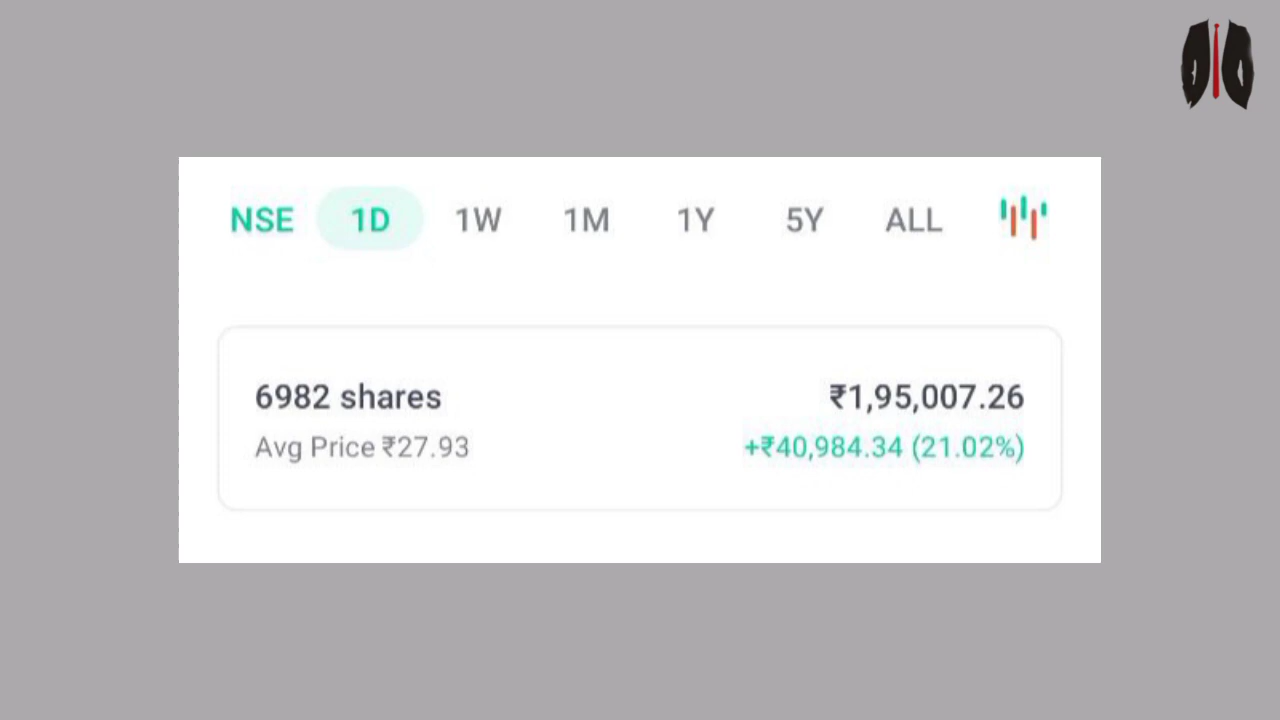 NSE 1D 1W 1M 1Y 5Y ALL
6982 shares ₹1,95,007.26
Avg Price ₹27.93 +₹40,984.34 (21.02%)